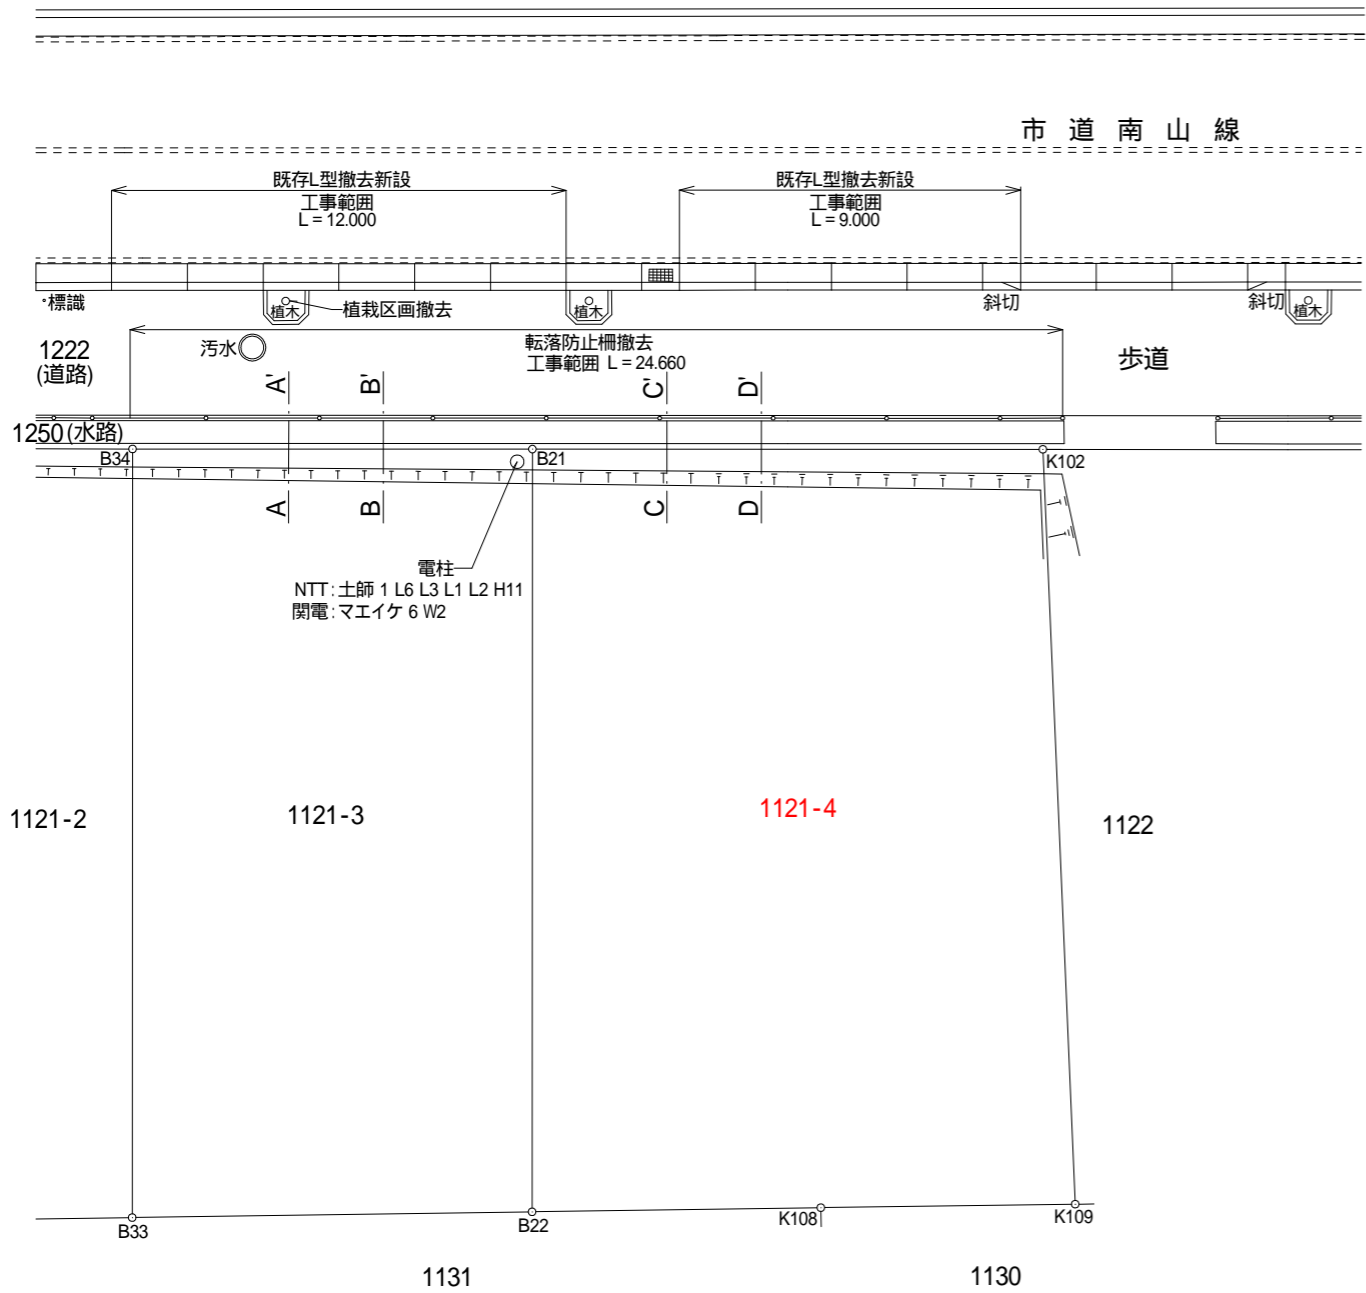 市道南山線
既存L型撤去新設
工事範囲
L=12.000
既存L型撤去新設
工事範囲
L=9.000
標識
植木
植栽区画撤去
植木
斜切
斜切
植木
1222
(道路)
汚水
転落防止柵撤去
工事範囲 L=24.660
歩道
A'
B'
C'
D'
1250(水路)
B34
B21
K102
A
B
C
D
電柱
NTT:土師 1 L6 L3 L1 L2 H11
関電:マエイケ 6 W2
1121-2
1121-3
1121-4
1122
B33
B22
K108
K109
1131
1130